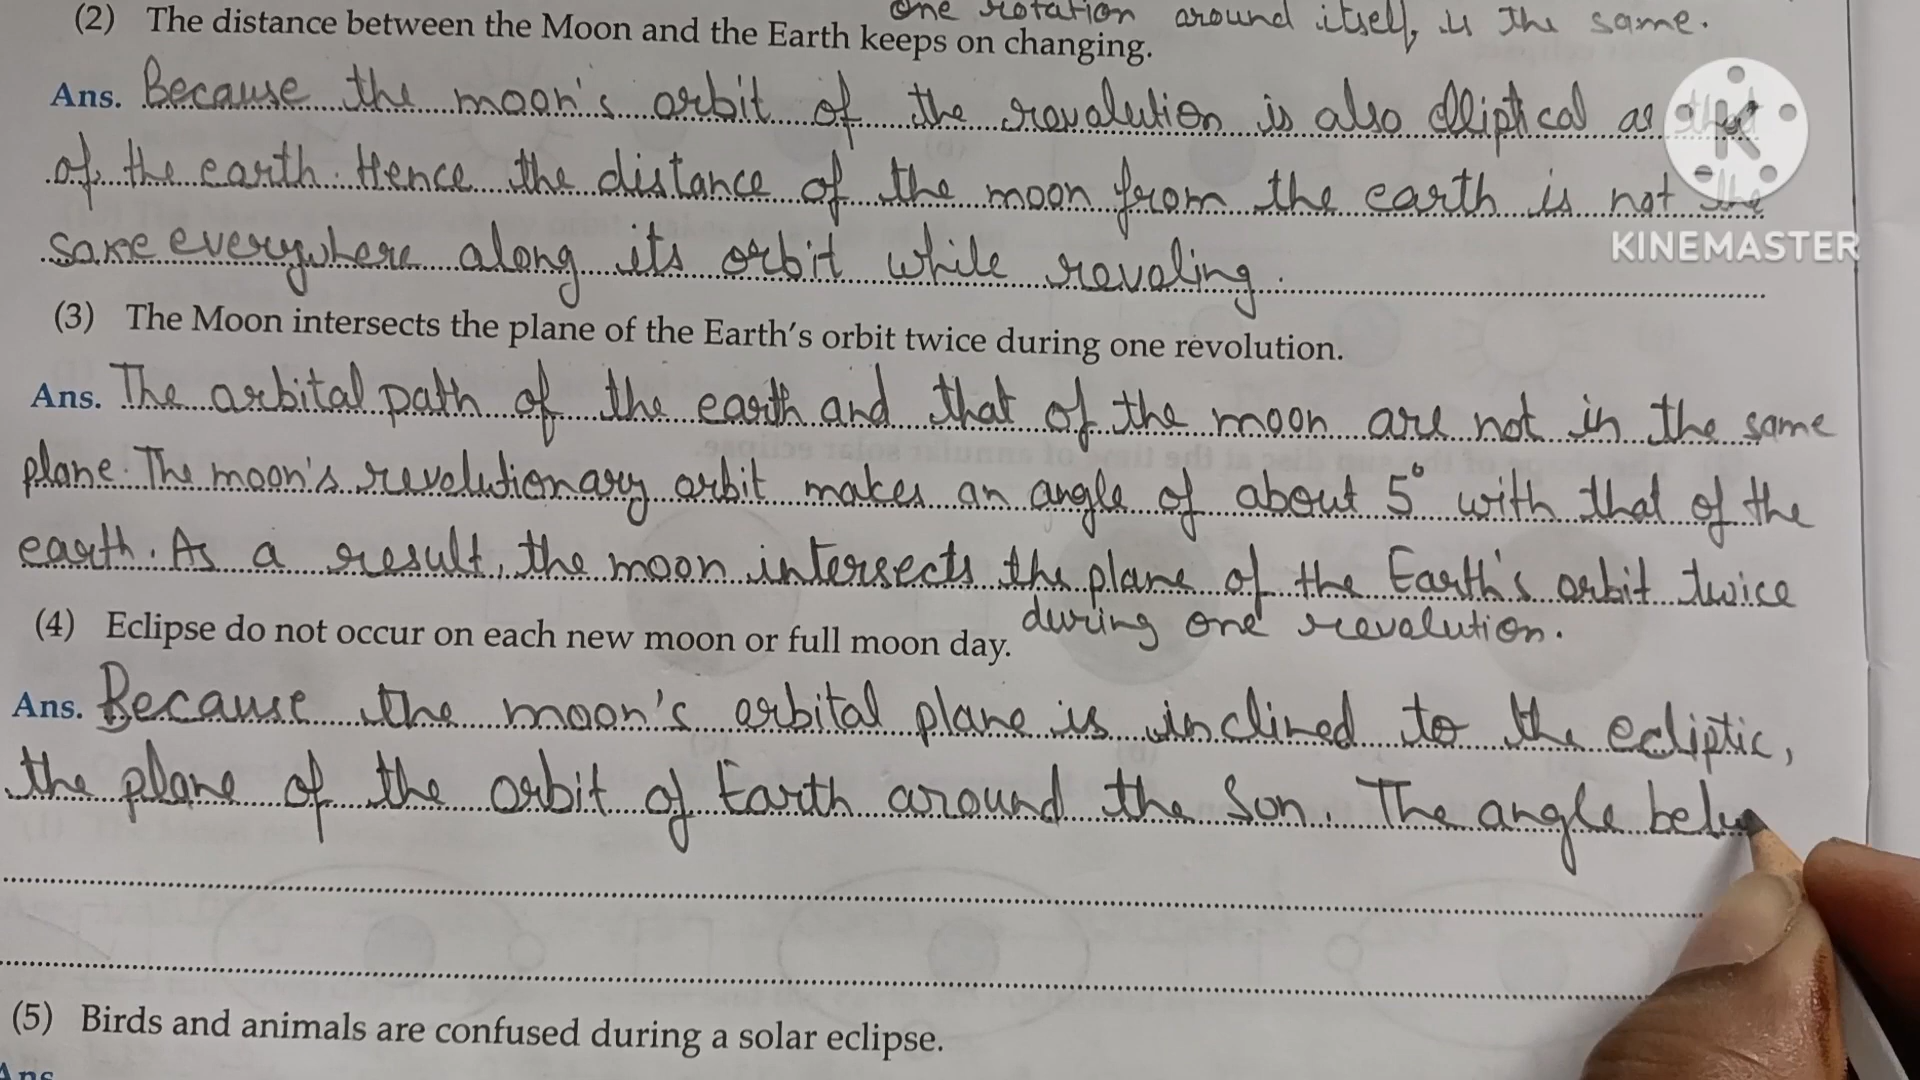 one rotation around itself, is the same.
(2) The distance between the Moon and the Earth keeps on changing.
Ans. Because the moon's orbit of the revalution is also elliptical as
of the earth. Hence the distance of the moon from the earth is not the
KINEMASTER
same everywhere along its orbit while revoling.
(3) The Moon intersects the plane of the Earth's orbit twice during one revolution.
Ans. The orbital path of the earth and that of the moon are not in the same
plane. The moon's revolutionary orbit makes an angle of about 5° with that of the
earth. As a result, the moon intersects the plane of the Earth's orbit twice
during one revolution.
(4) Eclipse do not occur on each new moon or full moon day.
Ans. Because the moon's orbital plane is inclined to the ecliptic,
the plane of the orbit of Earth around the Son. The angle
(5) Birds and animals are confused during a solar eclipse.
Ans